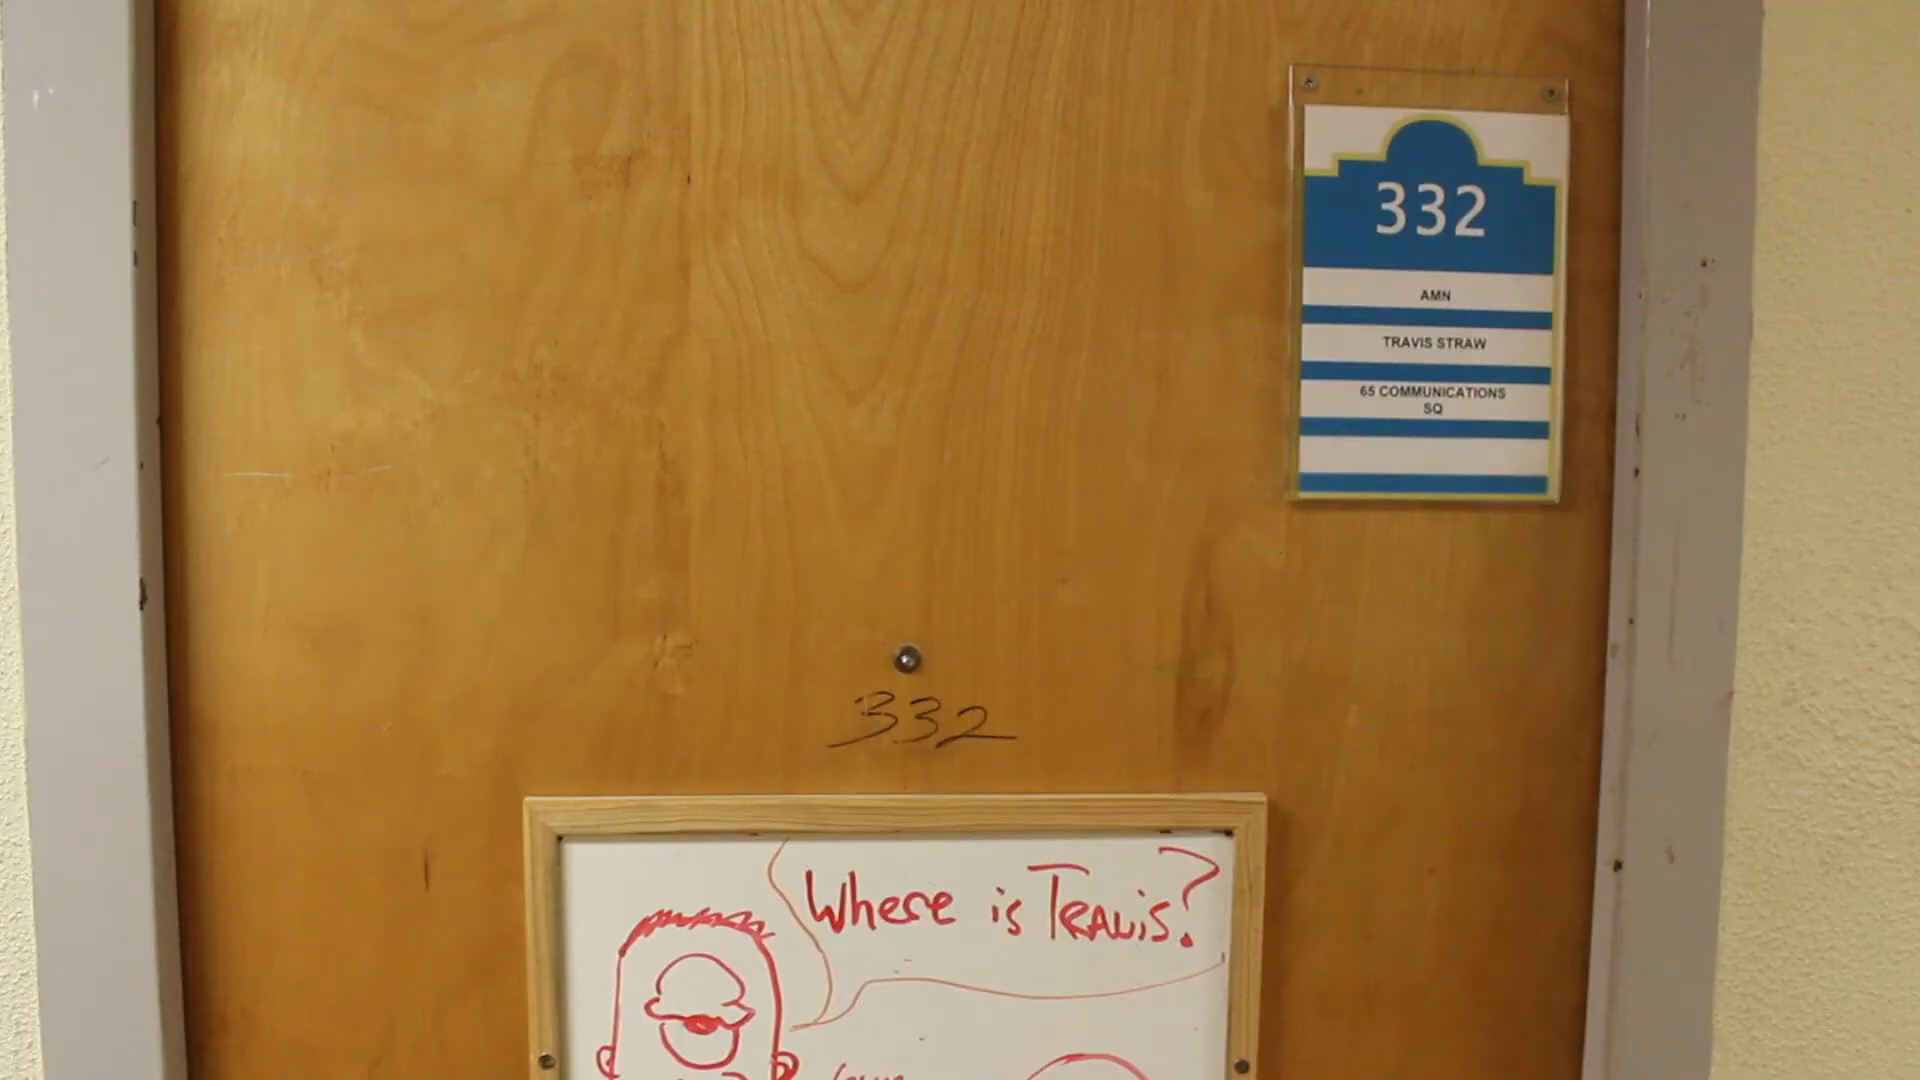 332
AMN
TRAVIS STRAW
65 COMMUNICATIONS
SQ
332
Where is TRAVIS?